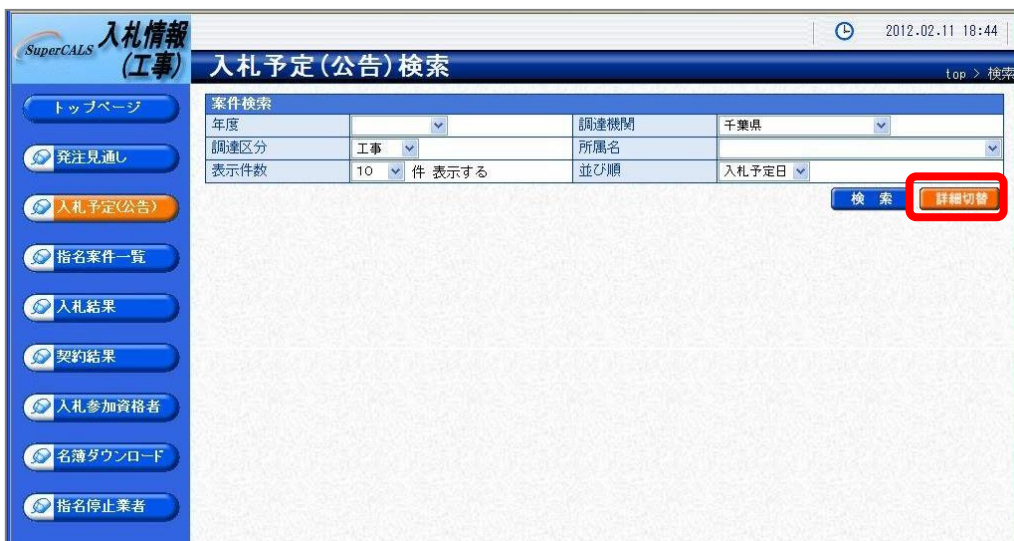 SuperCALS 入札情報
(工事)
2012.02.11 18:44
入札予定(公告)検索
top > 検索
トップページ
発注見通し
入札予定(公告)
指名案件一覧
入札結果
契約結果
入札参加資格者
名簿ダウンロード
指名停止業者
案件検索
年度 調達機関 千葉県
調達区分 工事 所属名
表示件数 10 件 表示する 並び順 入札予定日
検 索 詳細切替